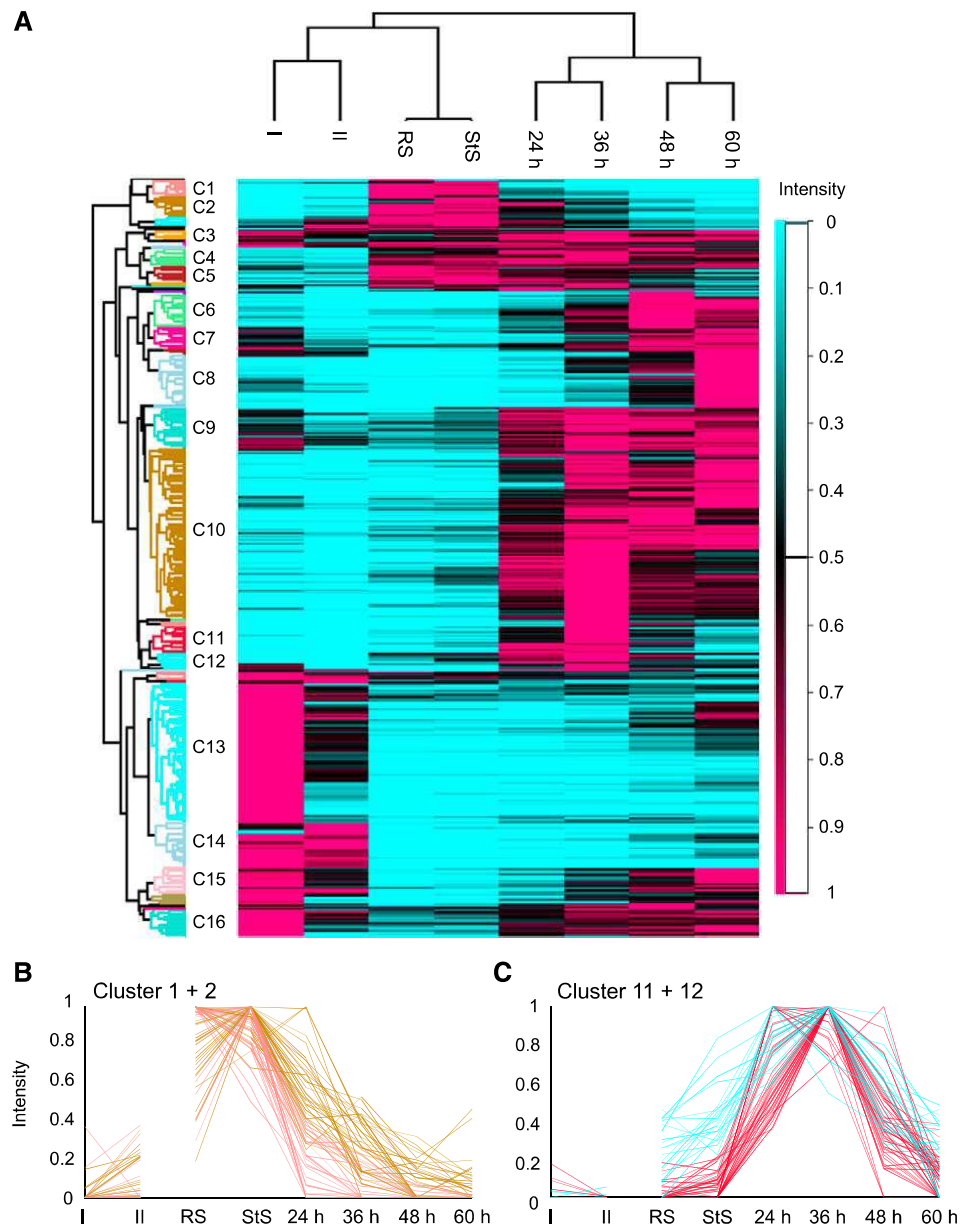 A
I II RS StS 24 h 36 h 48 h 60 h
Intensity
C1
C2
C3
C4
C5
C6
C7
C8
C9
C10
C11
C12
C13
C14
C15
C16
0
0.1
0.2
0.3
0.4
0.5
0.6
0.7
0.8
0.9
1
B
Cluster 1 + 2
Intensity
1
0.8
0.6
0.4
0.2
0
I II RS StS 24 h 36 h 48 h 60 h
C
Cluster 11 + 12
1
0.8
0.6
0.4
0.2
0
I II RS StS 24 h 36 h 48 h 60 h